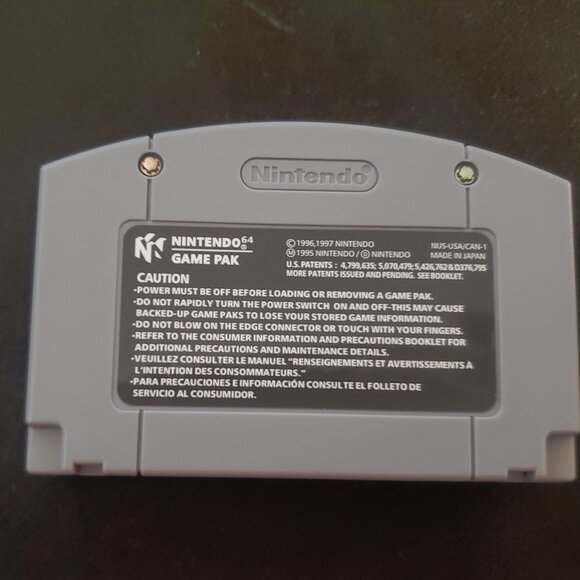 Nintendo®
NINTENDO 64®
GAME PAK
© 1996,1997 NINTENDO
Ⓜ 1995 NINTENDO / Ⓓ NINTENDO
NUS-USA/CAN-1
MADE IN JAPAN
U.S. PATENTS : 4,799,635; 5,070,479; 5,426,762 & D376,795
MORE PATENTS ISSUED AND PENDING. SEE BOOKLET.
CAUTION
•POWER MUST BE OFF BEFORE LOADING OR REMOVING A GAME PAK.
•DO NOT RAPIDLY TURN THE POWER SWITCH ON AND OFF-THIS MAY CAUSE
BACKED-UP GAME PAKS TO LOSE YOUR STORED GAME INFORMATION.
•DO NOT BLOW ON THE EDGE CONNECTOR OR TOUCH WITH YOUR FINGERS.
•REFER TO THE CONSUMER INFORMATION AND PRECAUTIONS BOOKLET FOR
ADDITIONAL PRECAUTIONS AND MAINTENANCE DETAILS.
•VEUILLEZ CONSULTER LE MANUEL "RENSEIGNEMENTS ET AVERTISSEMENTS À
L'INTENTION DES CONSOMMATEURS."
•PARA PRECAUCIONES E INFORMACIÓN CONSULTE EL FOLLETO DE
SERVICIO AL CONSUMIDOR.